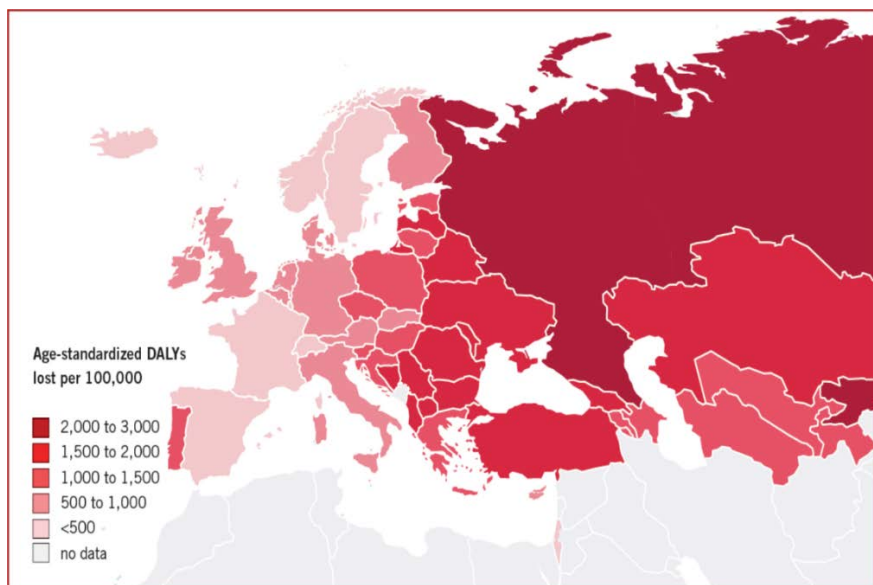 Age-standardized DALYs
lost per 100,000
2,000 to 3,000
1,500 to 2,000
1,000 to 1,500
500 to 1,000
<500
no data